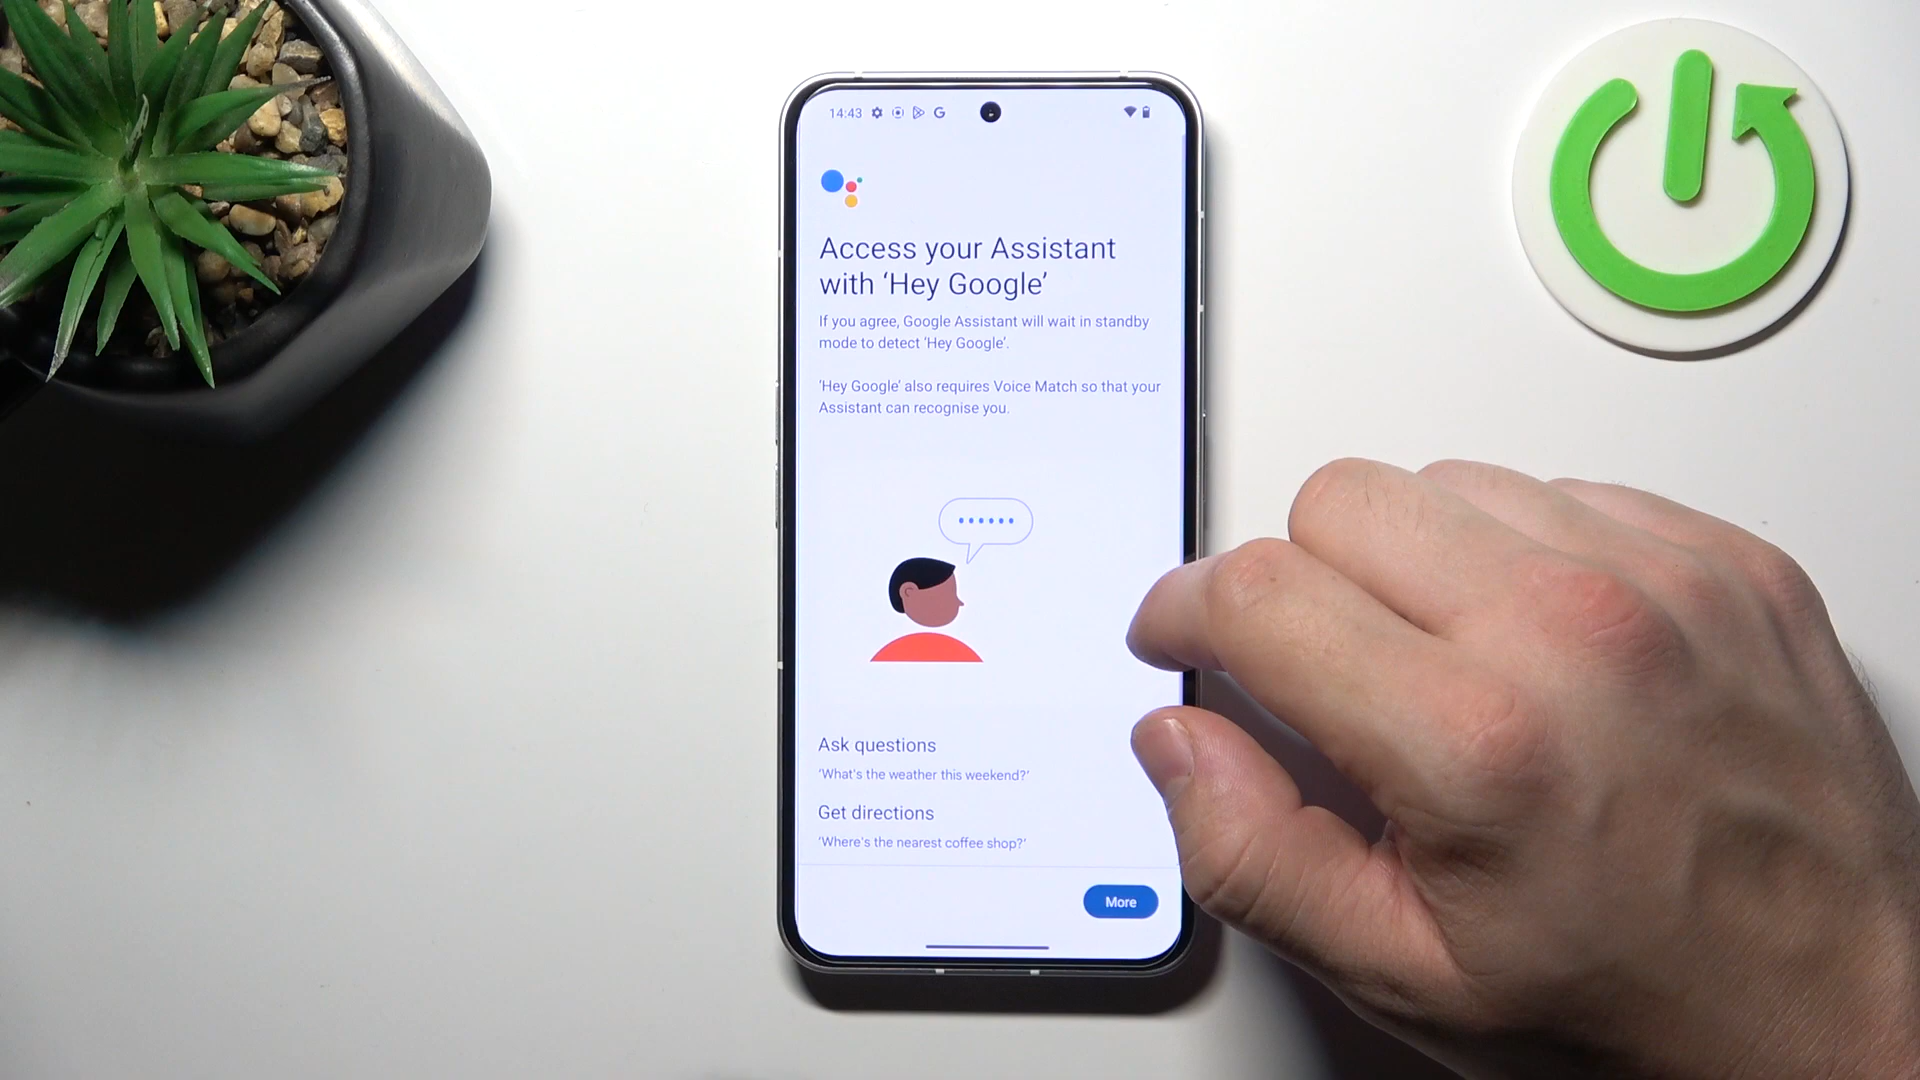 14:43
Access your Assistant
with ‘Hey Google’
If you agree, Google Assistant will wait in standby
mode to detect ‘Hey Google’.
‘Hey Google’ also requires Voice Match so that your
Assistant can recognise you.
Ask questions
‘What's the weather this weekend?’
Get directions
‘Where's the nearest coffee shop?’
More